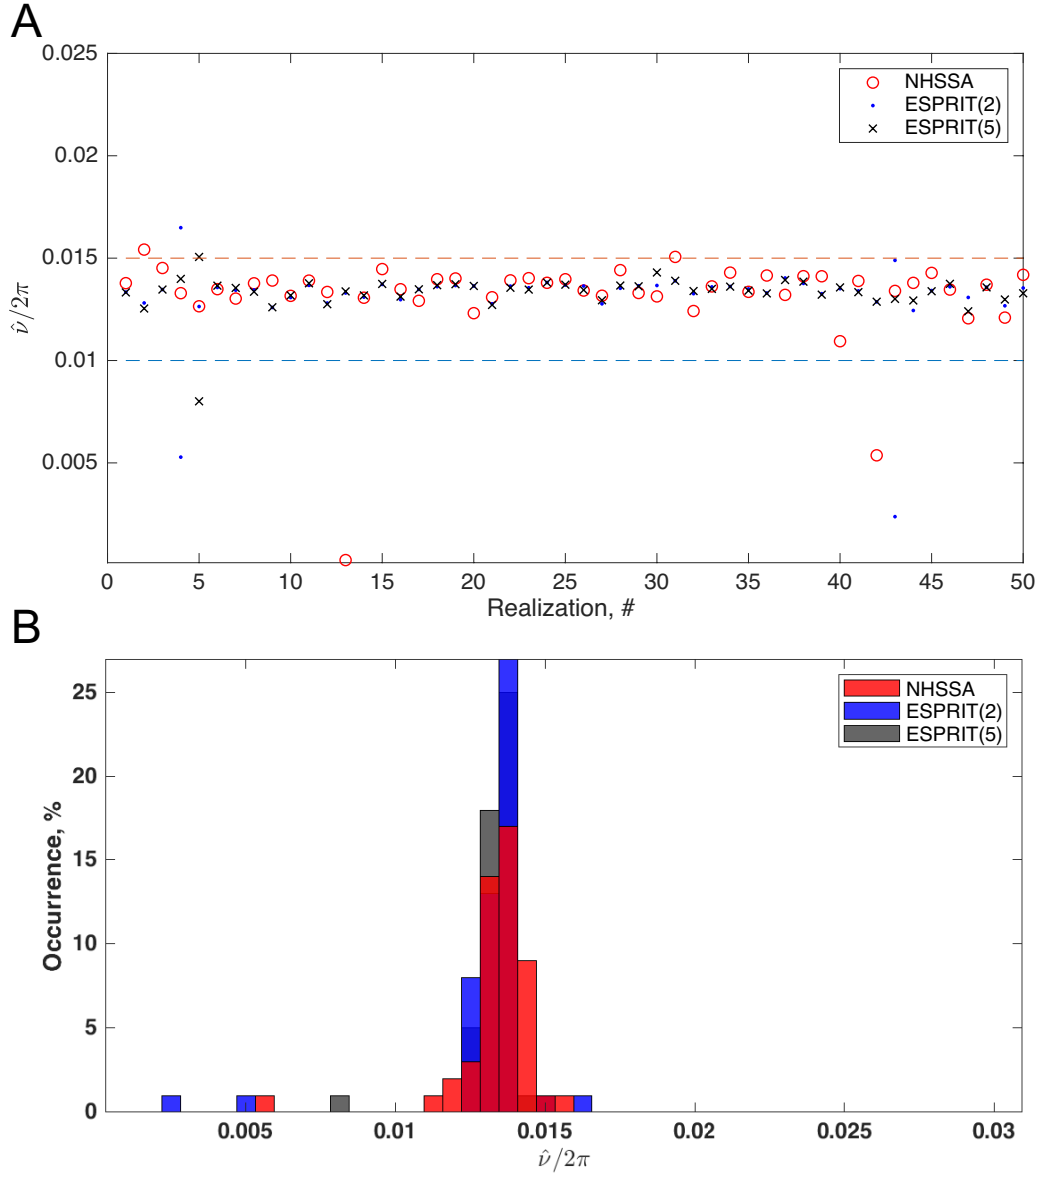 A
0.025
0.02
0.015
0.01
0.005
ν̂/2π
NHSSA
ESPRIT(2)
ESPRIT(5)
0 5 10 15 20 25 30 35 40 45 50
Realization, #
B
25
20
15
10
5
0
Occurrence, %
NHSSA
ESPRIT(2)
ESPRIT(5)
0.005 0.01 0.015 0.02 0.025 0.03
ν̂/2π